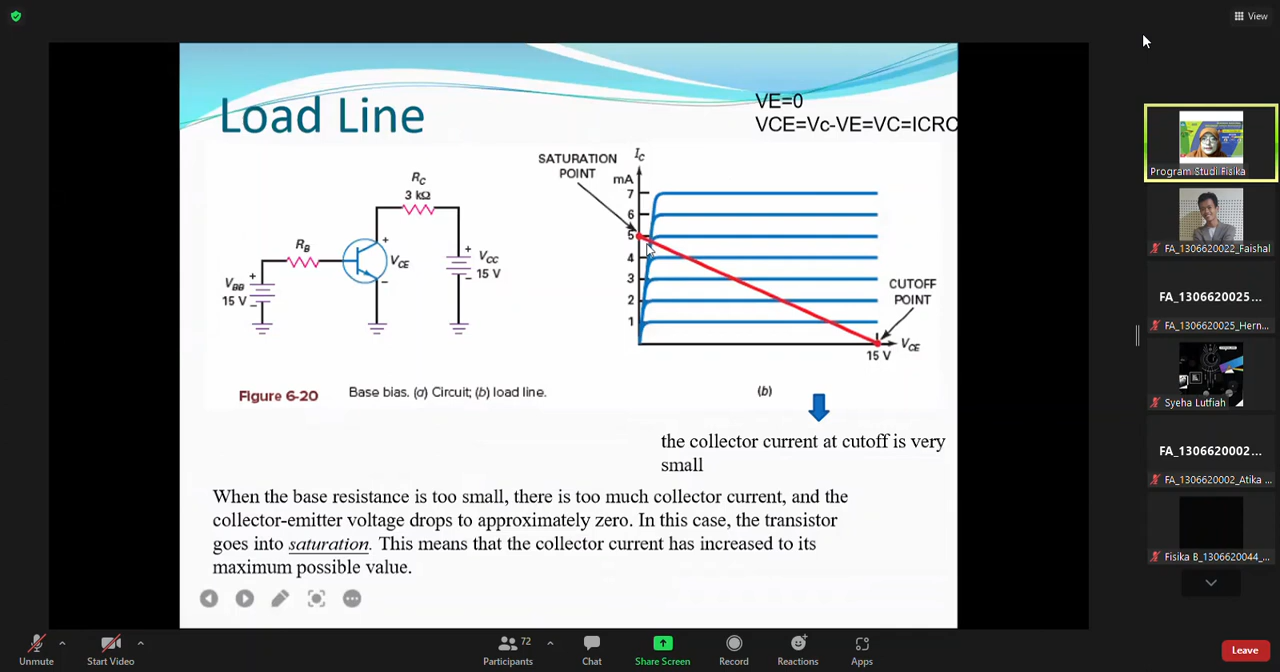 View
Load Line
VE=0
VCE=Vc-VE=VC=ICRC
RC
3 kΩ
RB
VBB
15 V
+
−
+
VCE
−
+
−
VCC
15 V
SATURATION
POINT
IC
mA
7
6
5
4
3
2
1
CUTOFF
POINT
VCE
15 V
Figure 6-20
Base bias. (a) Circuit; (b) load line.
(b)
the collector current at cutoff is very
small
When the base resistance is too small, there is too much collector current, and the
collector-emitter voltage drops to approximately zero. In this case, the transistor
goes into saturation. This means that the collector current has increased to its
maximum possible value.
Program Studi Fisika
FA_1306620022_Faishal
FA_1306620025...
FA_1306620025_Hern...
Syeha Lutfiah
FA_1306620002...
FA_1306620002_Atika ...
Fisika B_1306620044_...
Unmute
Start Video
72
Participants
Chat
Share Screen
Record
Reactions
Apps
Leave